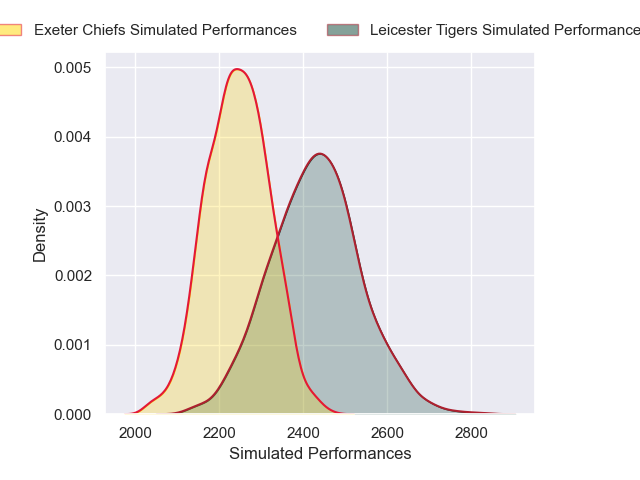 Exeter Chiefs Simulated Performances Leicester Tigers Simulated Performance
0.005
0.004
0.003
0.002
0.001
0.000
Density
2000 2200 2400 2600 2800
Simulated Performances